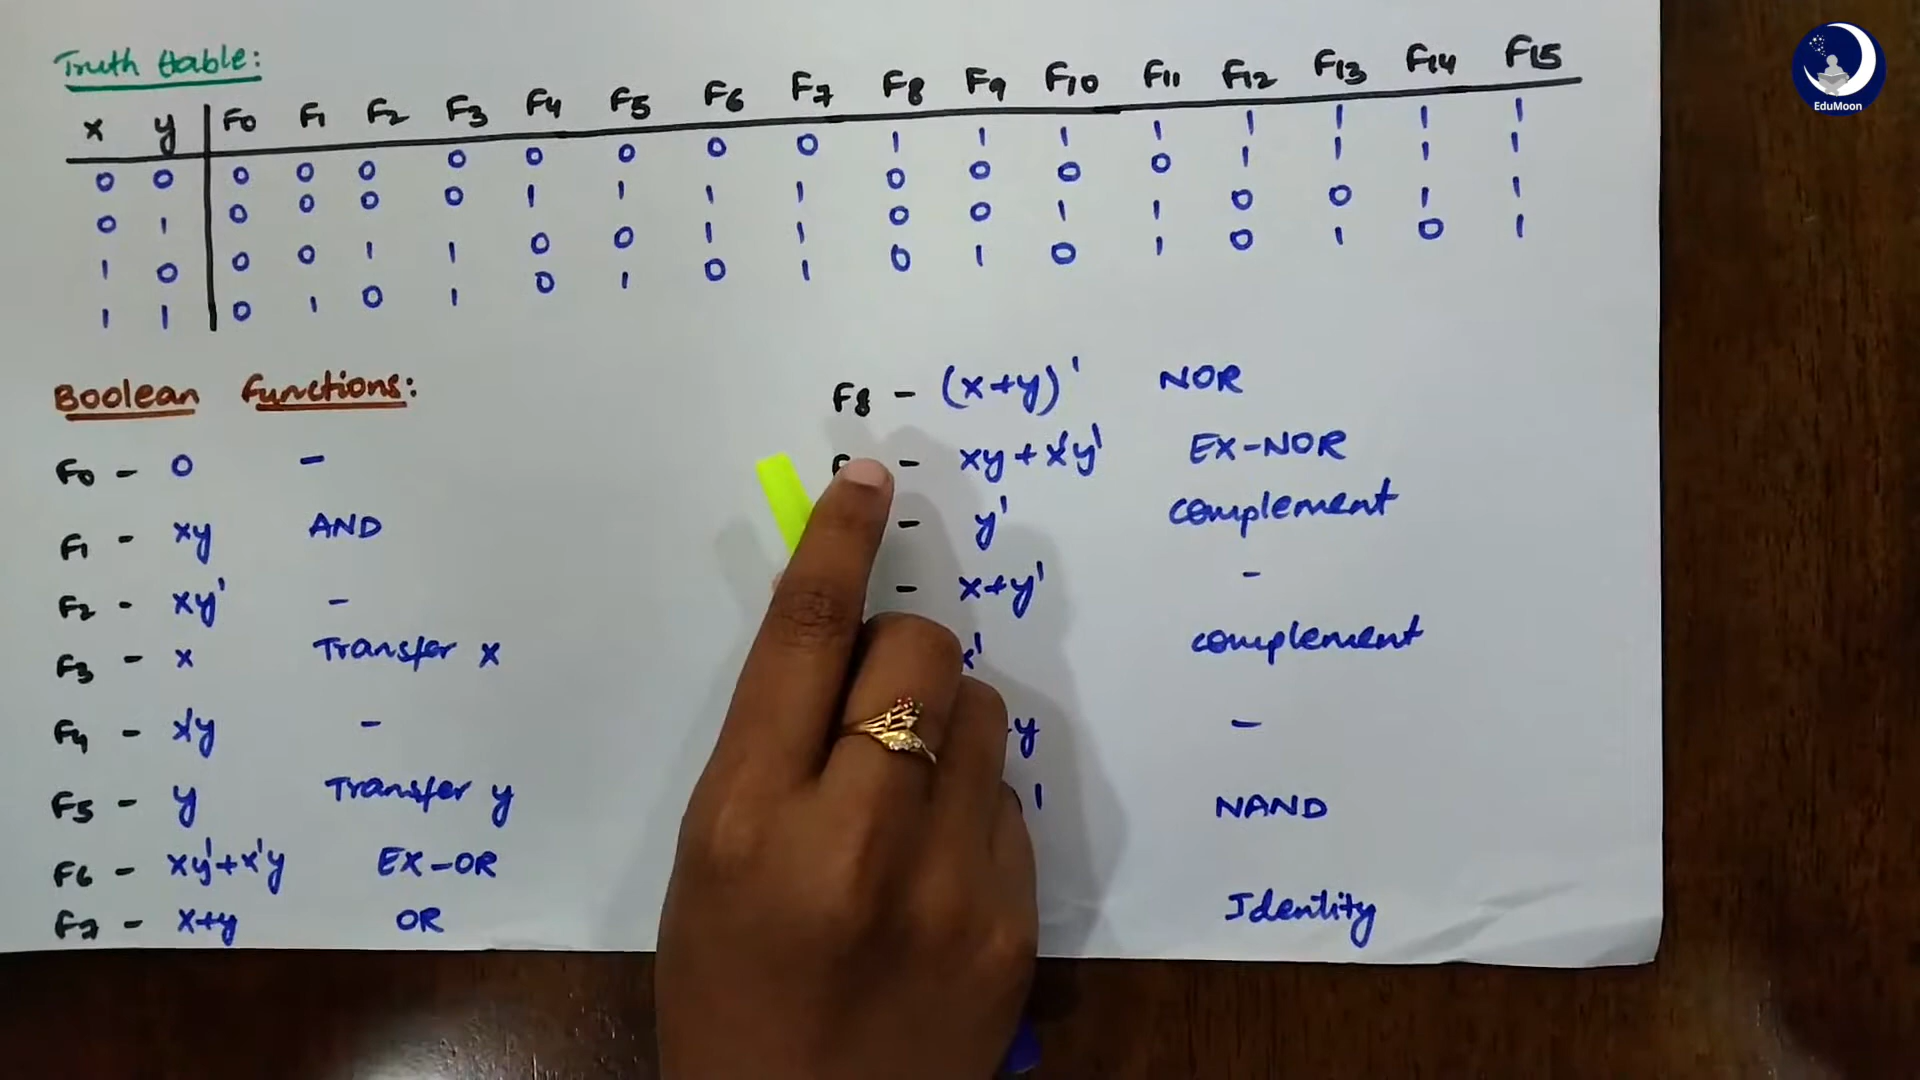 Truth table:
x y F0 F1 F2 F3 F4 F5 F6 F7 F8 F9 F10 F11 F12 F13 F14 F15
0 0 0 0 0 0 0 0 0 0 1 1 1 1 1 1 1 1
0 1 0 0 0 0 1 1 1 1 0 0 0 0 1 1 1 1
1 0 0 0 1 1 0 0 1 1 0 0 1 1 0 0 1 1
1 1 0 1 0 1 0 1 0 1 0 1 0 1 0 1 0 1
Boolean Functions:
F0 - 0 -
F1 - xy AND
F2 - xy' -
F3 - x Transfer x
F4 - x'y -
F5 - y Transfer y
F6 - xy'+x'y EX-OR
F7 - x+y OR
F8 - (x+y)' NOR
- xy+x'y' EX-NOR
- y' complement
- x+y' -
x' complement
y -
' NAND
Identity
EduMoon